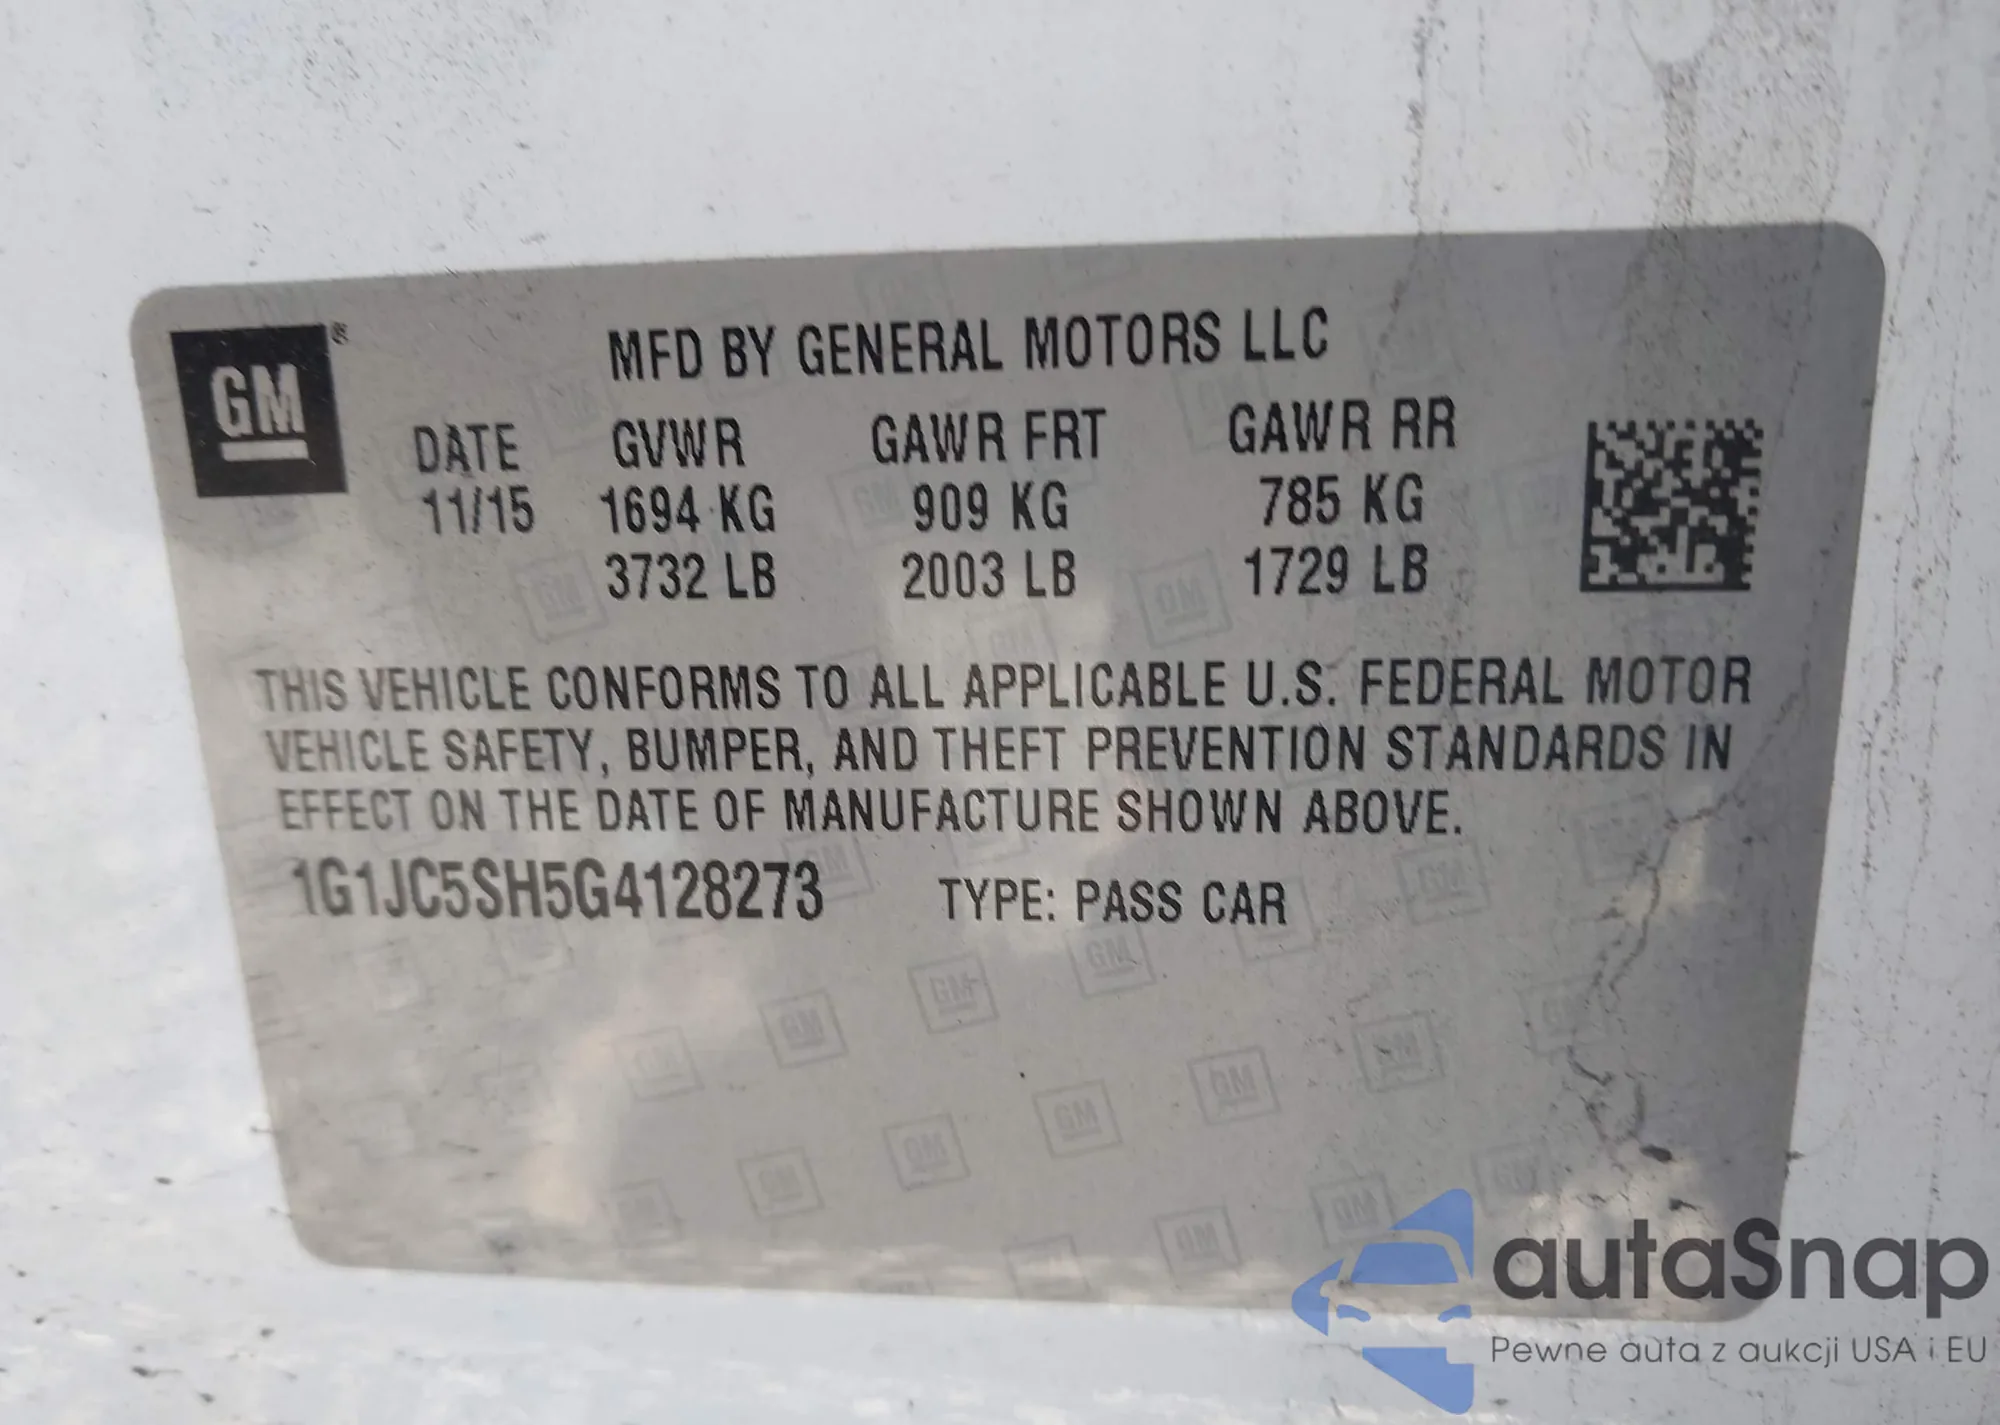 GM ®
MFD BY GENERAL MOTORS LLC
DATE GVWR GAWR FRT GAWR RR
11/15 1694 KG 909 KG 785 KG
3732 LB 2003 LB 1729 LB
THIS VEHICLE CONFORMS TO ALL APPLICABLE U.S. FEDERAL MOTOR
VEHICLE SAFETY, BUMPER, AND THEFT PREVENTION STANDARDS IN
EFFECT ON THE DATE OF MANUFACTURE SHOWN ABOVE.
1G1JC5SH5G4128273 TYPE: PASS CAR
autaSnap
Pewne auta z aukcji USA i EU